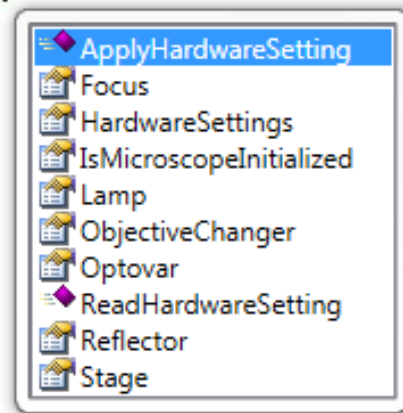 ApplyHardwareSetting
Focus
HardwareSettings
IsMicroscopeInitialized
Lamp
ObjectiveChanger
Optovar
ReadHardwareSetting
Reflector
Stage